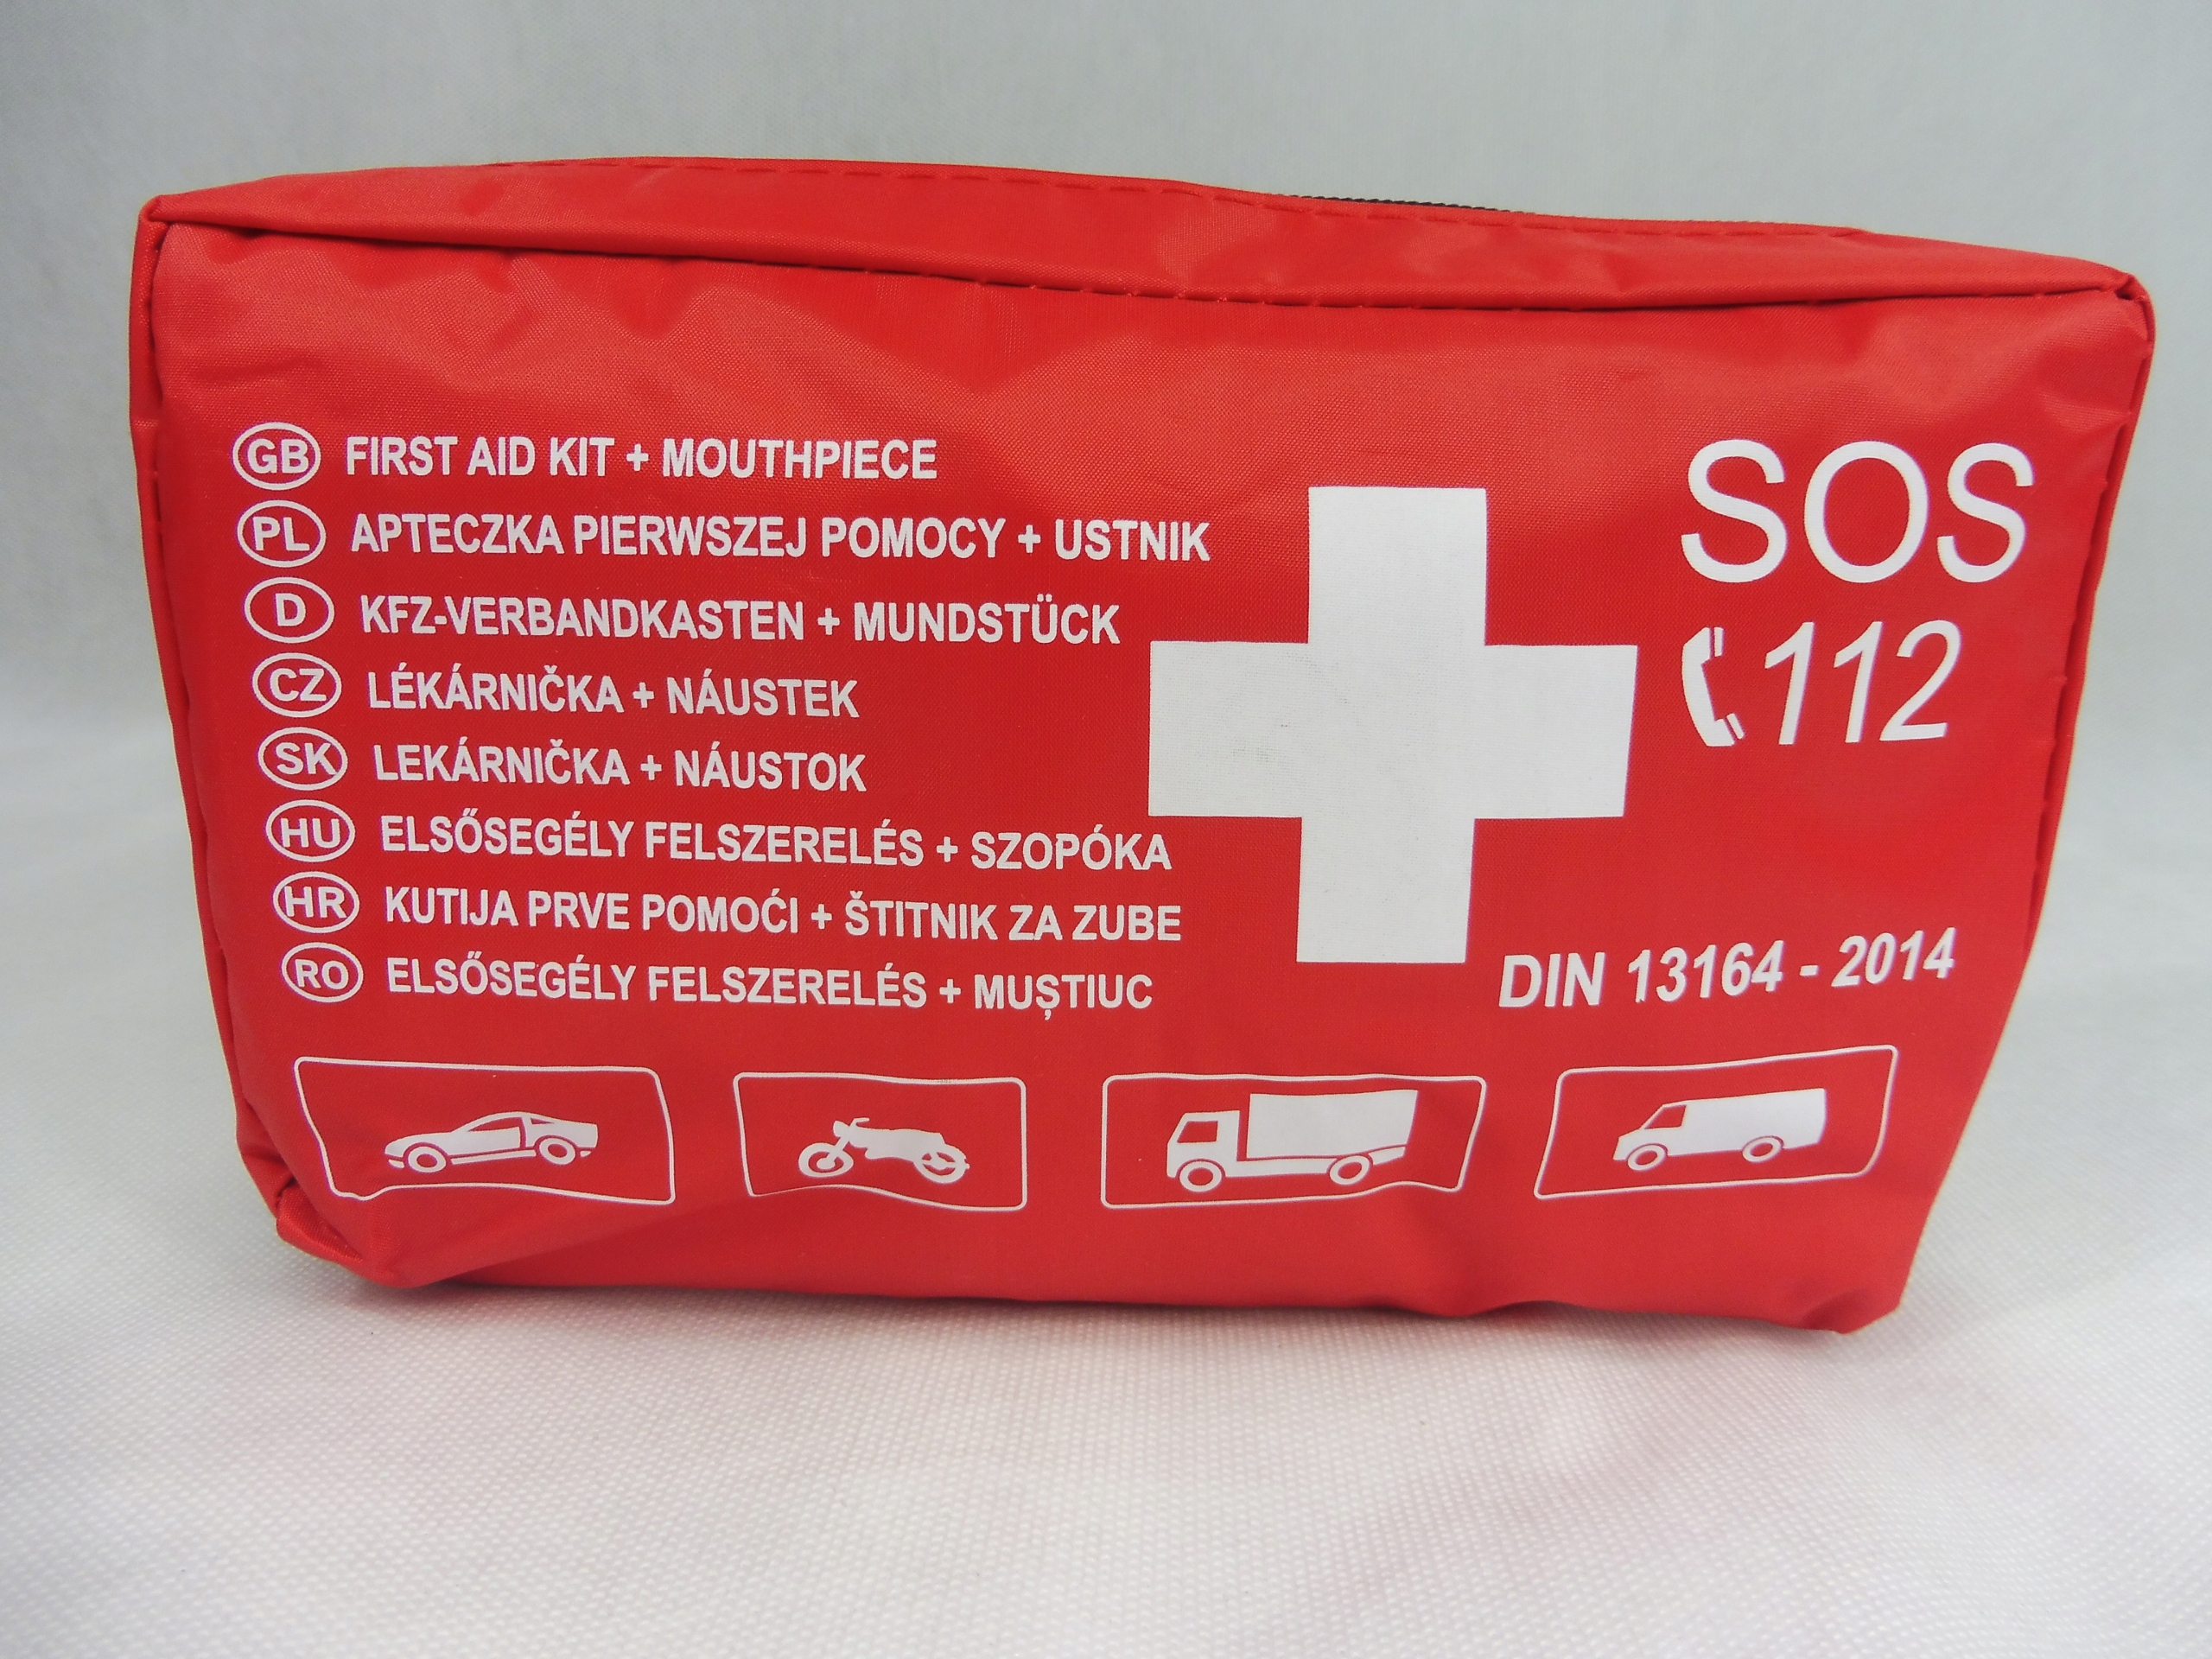 GB FIRST AID KIT + MOUTHPIECE
PL APTECZKA PIERWSZEJ POMOCY + USTNIK
D KFZ-VERBANDKASTEN + MUNDSTÜCK
CZ LÉKÁRNIČKA + NÁUSTEK
SK LEKÁRNIČKA + NÁUSTOK
HU ELSŐSEGÉLY FELSZERELÉS + SZOPÓKA
HR KUTIJA PRVE POMOĆI + ŠTITNIK ZA ZUBE
RO ELSŐSEGÉLY FELSZERELÉS + MUȘTIUC
SOS
112
DIN 13164 - 2014